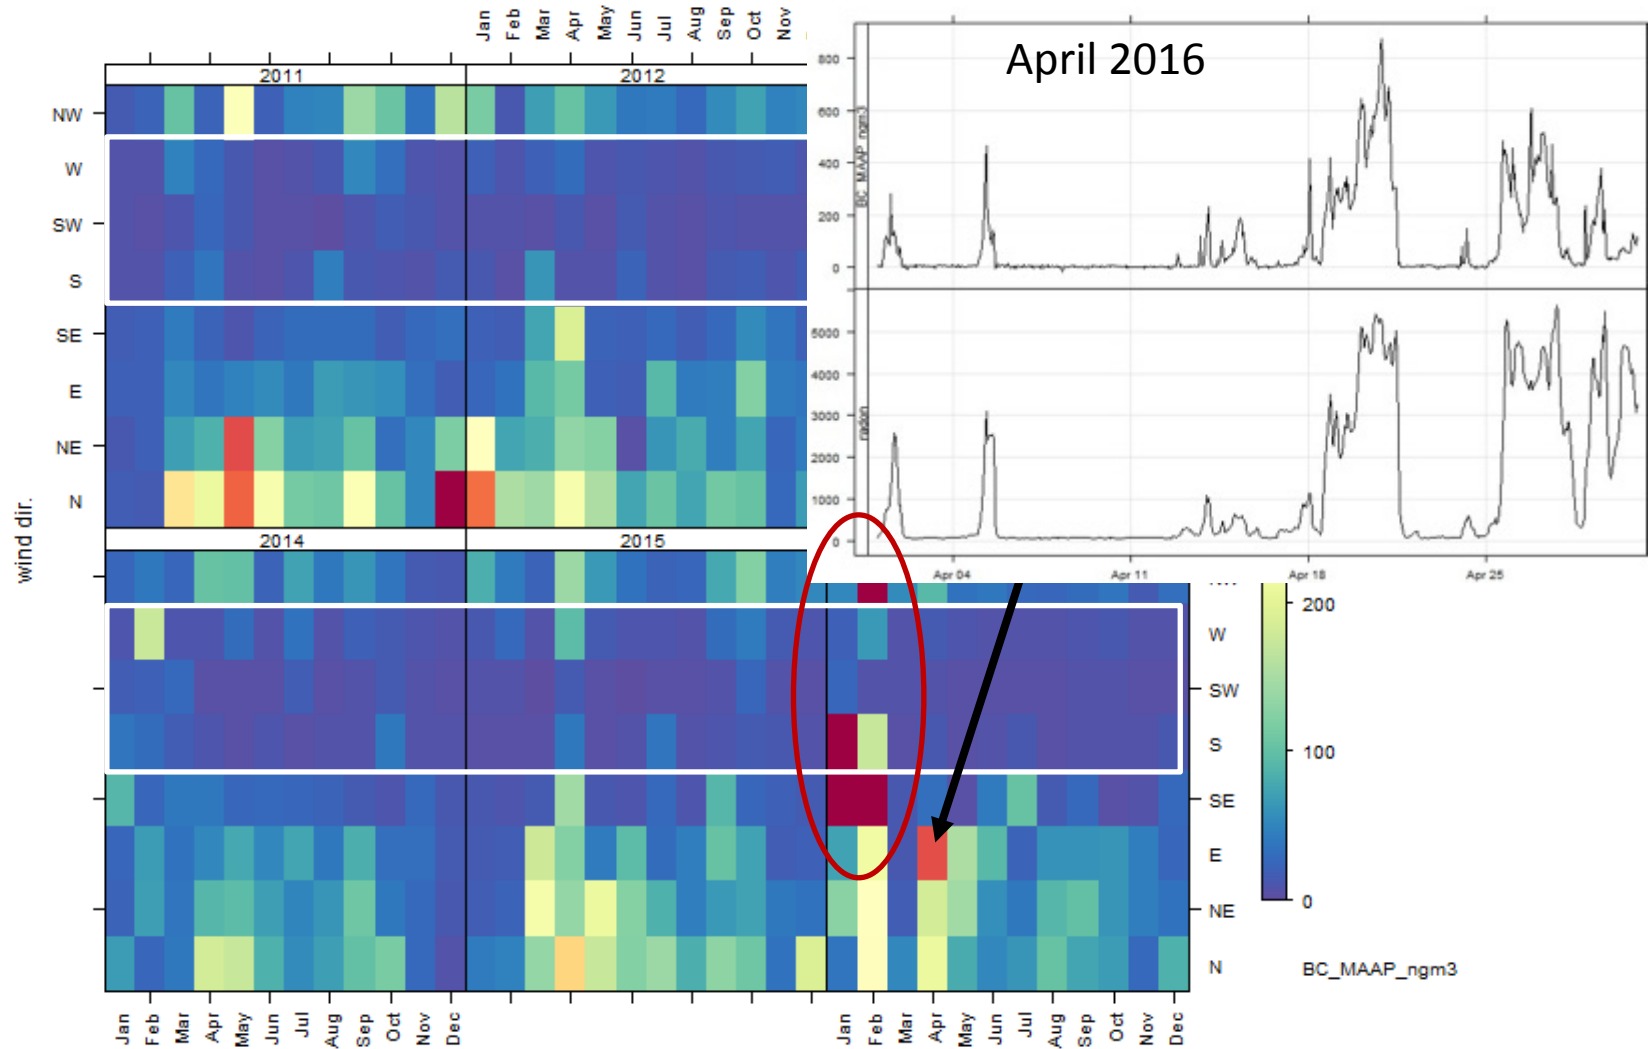 Jan Feb Mar Apr May Jun Jul Aug Sep Oct Nov
2011 2012
NW
W
SW
S
SE
E
NE
N
wind dir.
April 2016
800
600
400
200
0
BC_MAAP_ngm3
5000
4000
3000
2000
1000
0
radon
Apr 04 Apr 11 Apr 18 Apr 25
2014 2015
W
SW
S
SE
E
NE
N
200
100
0
BC_MAAP_ngm3
Jan Feb Mar Apr May Jun Jul Aug Sep Oct Nov Dec
Jan Feb Mar Apr May Jun Jul Aug Sep Oct Nov Dec